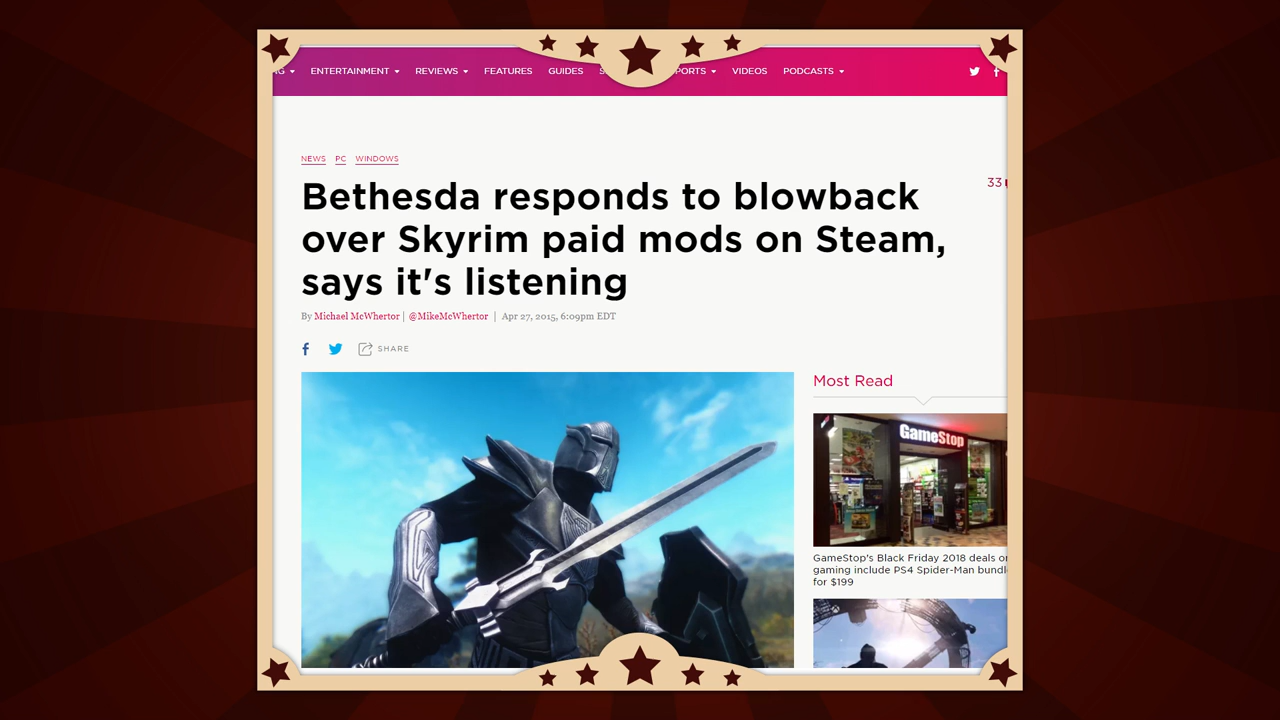 ENTERTAINMENT REVIEWS FEATURES GUIDES VIDEOS PODCASTS
NEWS PC WINDOWS
33
Bethesda responds to blowback
over Skyrim paid mods on Steam,
says it's listening
By Michael McWhertor | @MikeMcWhertor | Apr 27, 2015, 6:09pm EDT
SHARE
Most Read
GameStop
GameStop's Black Friday 2018 deals on
gaming include PS4 Spider-Man bundle
for $199